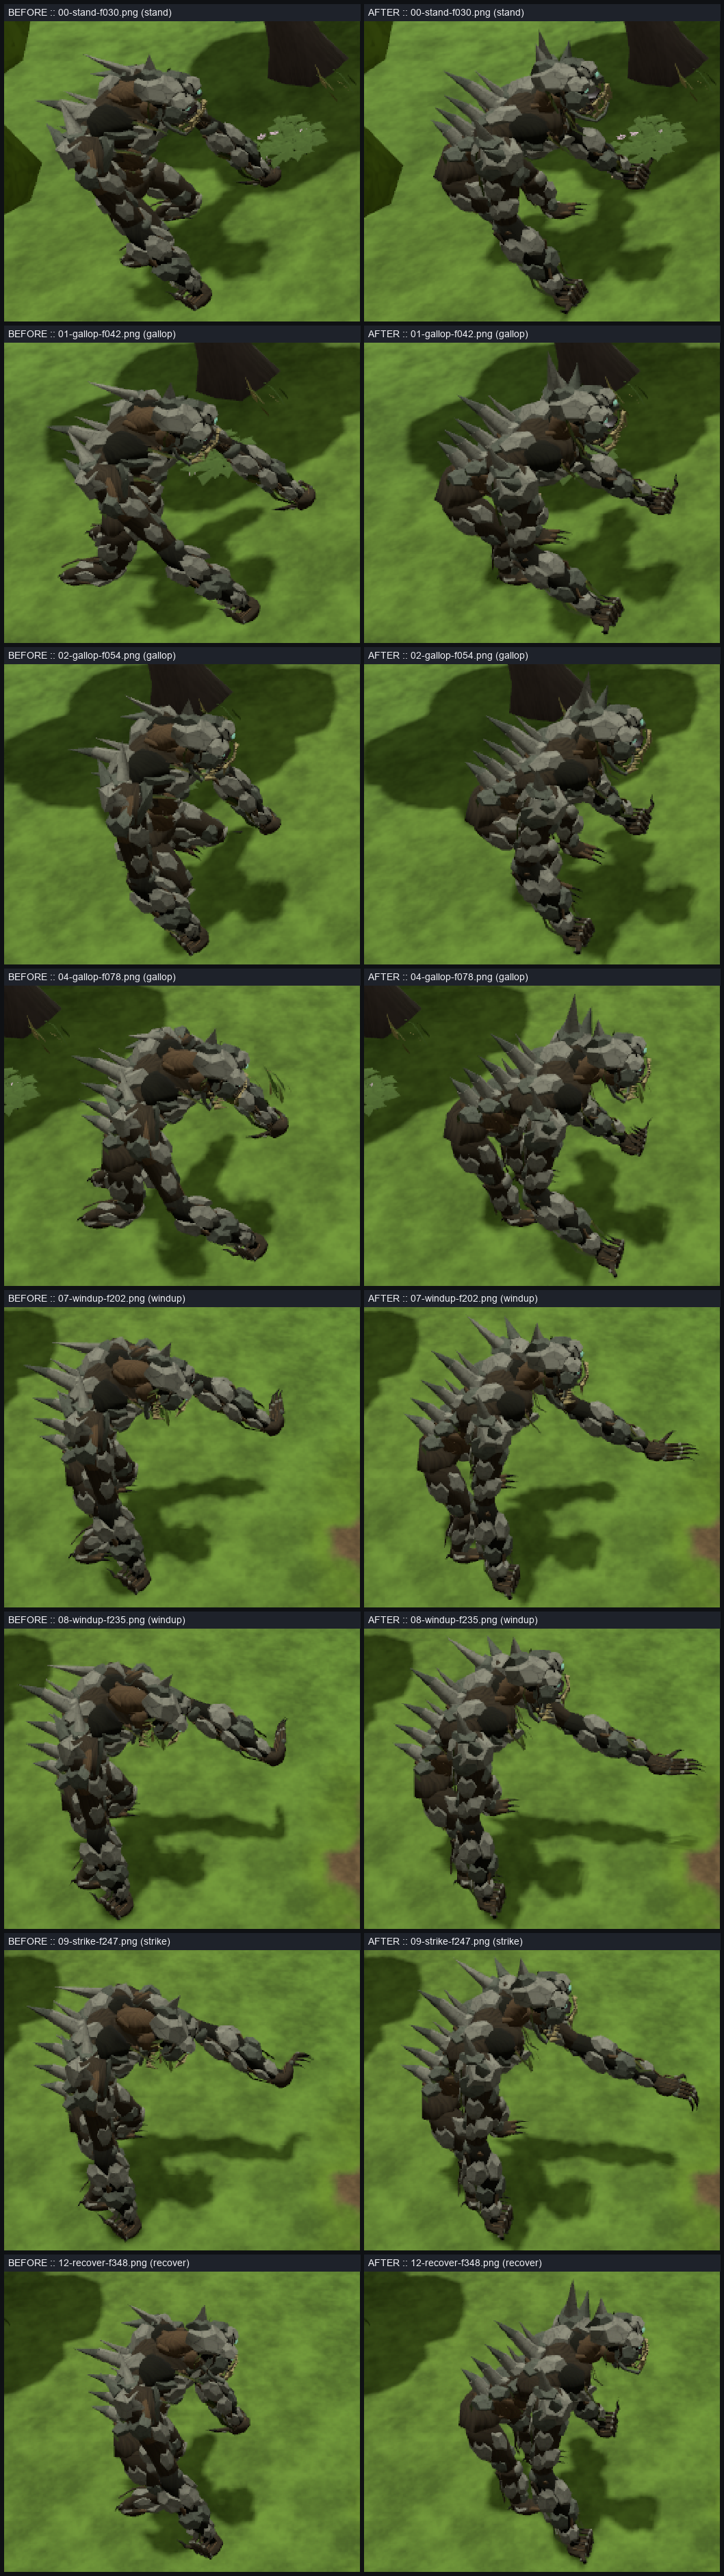 BEFORE :: 00-stand-f030.png (stand)
AFTER :: 00-stand-f030.png (stand)
BEFORE :: 01-gallop-f042.png (gallop)
AFTER :: 01-gallop-f042.png (gallop)
BEFORE :: 02-gallop-f054.png (gallop)
AFTER :: 02-gallop-f054.png (gallop)
BEFORE :: 04-gallop-f078.png (gallop)
AFTER :: 04-gallop-f078.png (gallop)
BEFORE :: 07-windup-f202.png (windup)
AFTER :: 07-windup-f202.png (windup)
BEFORE :: 08-windup-f235.png (windup)
AFTER :: 08-windup-f235.png (windup)
BEFORE :: 09-strike-f247.png (strike)
AFTER :: 09-strike-f247.png (strike)
BEFORE :: 12-recover-f348.png (recover)
AFTER :: 12-recover-f348.png (recover)